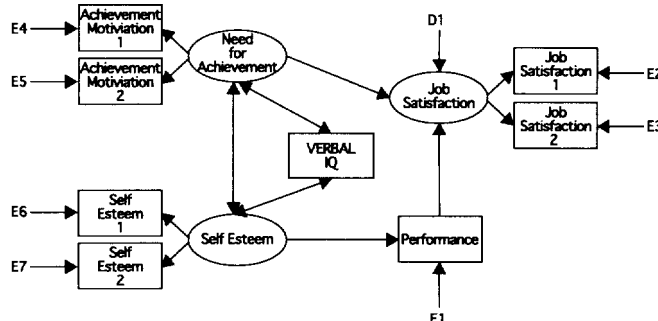 D1
E4
Achievement
Motiviation
1
Need
for
Achievement
E5
Achievement
Motiviation
2
Job
Satisfaction
Job
Satisfaction
1
E2
Job
Satisfaction
2
E3
VERBAL
IQ
E6
Self
Esteem
1
Self Esteem
Performance
E7
Self
Esteem
2
E1